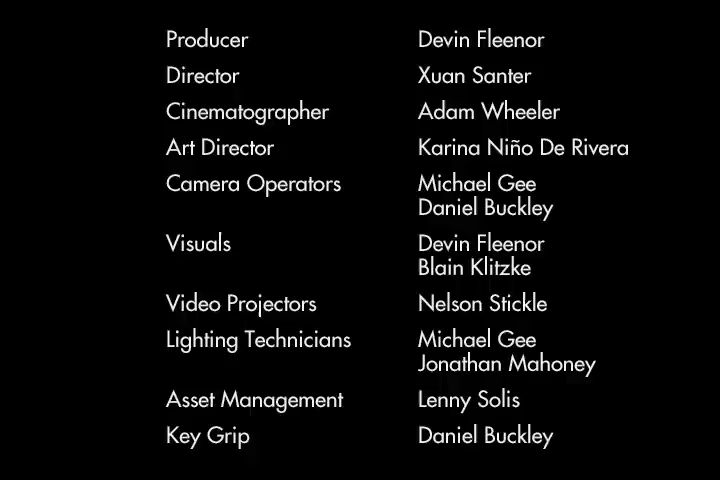 Producer Devin Fleenor
Director Xuan Santer
Cinematographer Adam Wheeler
Art Director Karina Niño De Rivera
Camera Operators Michael Gee
Daniel Buckley
Visuals Devin Fleenor
Blain Klitzke
Video Projectors Nelson Stickle
Lighting Technicians Michael Gee
Jonathan Mahoney
Asset Management Lenny Solis
Key Grip Daniel Buckley